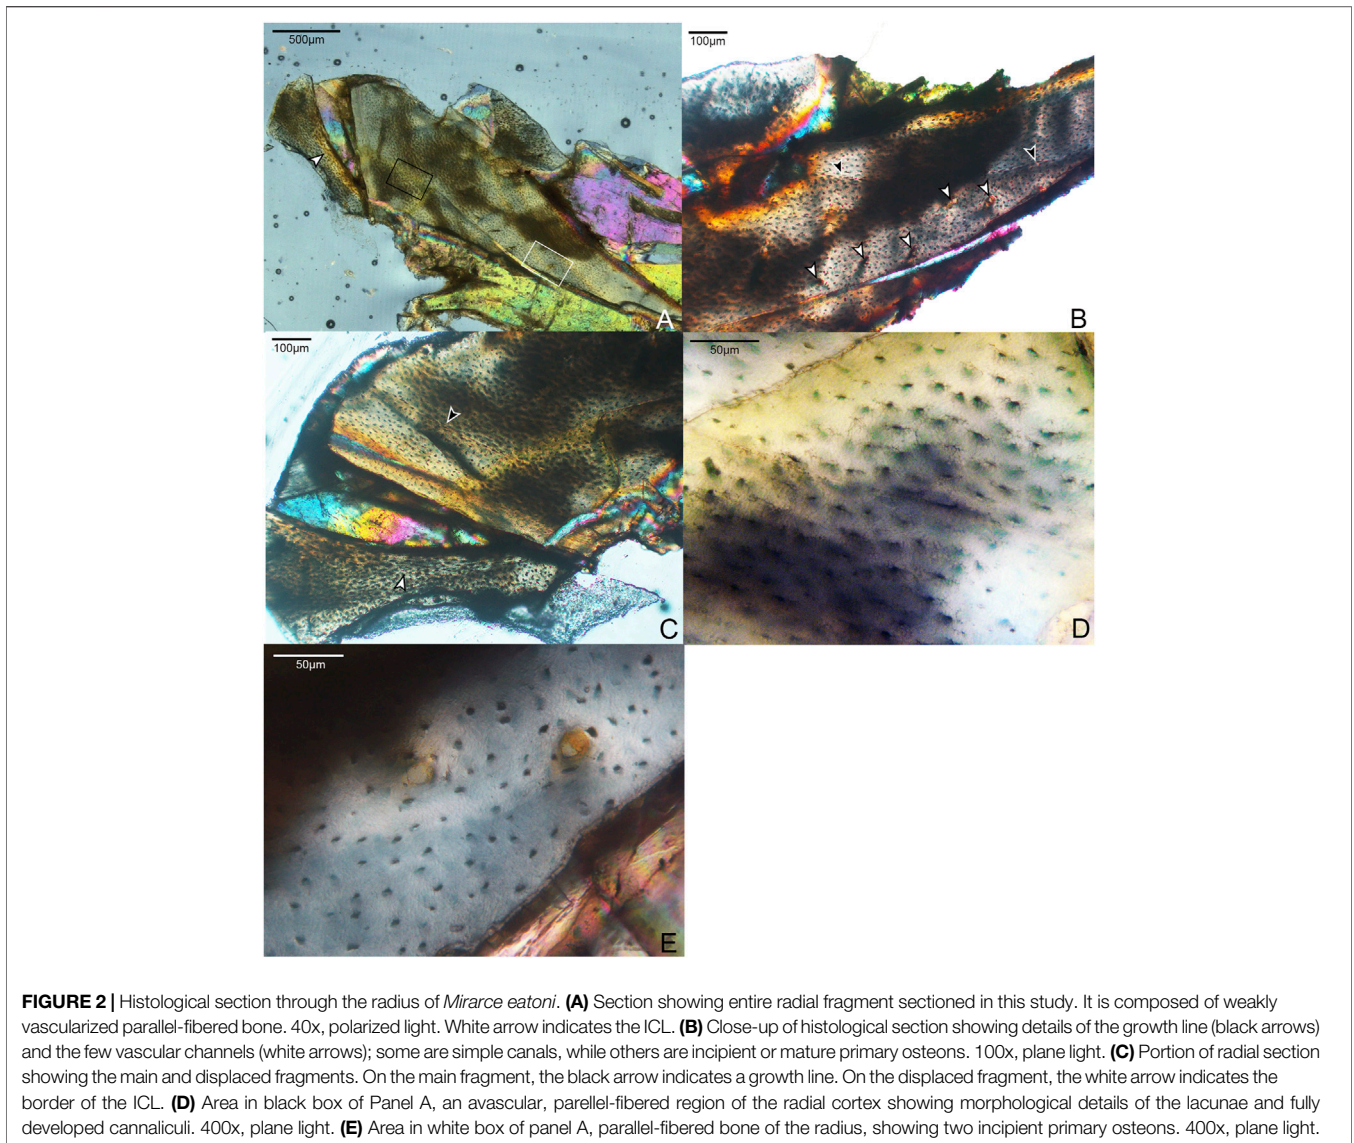 500µm
A
100µm
B
100µm
C
50µm
D
50µm
E
FIGURE 2 | Histological section through the radius of Mirarce eatoni. (A) Section showing entire radial fragment sectioned in this study. It is composed of weakly
vascularized parallel-fibered bone. 40x, polarized light. White arrow indicates the ICL. (B) Close-up of histological section showing details of the growth line (black arrows)
and the few vascular channels (white arrows); some are simple canals, while others are incipient or mature primary osteons. 100x, plane light. (C) Portion of radial section
showing the main and displaced fragments. On the main fragment, the black arrow indicates a growth line. On the displaced fragment, the white arrow indicates the
border of the ICL. (D) Area in black box of Panel A, an avascular, parellel-fibered region of the radial cortex showing morphological details of the lacunae and fully
developed cannaliculi. 400x, plane light. (E) Area in white box of panel A, parallel-fibered bone of the radius, showing two incipient primary osteons. 400x, plane light.